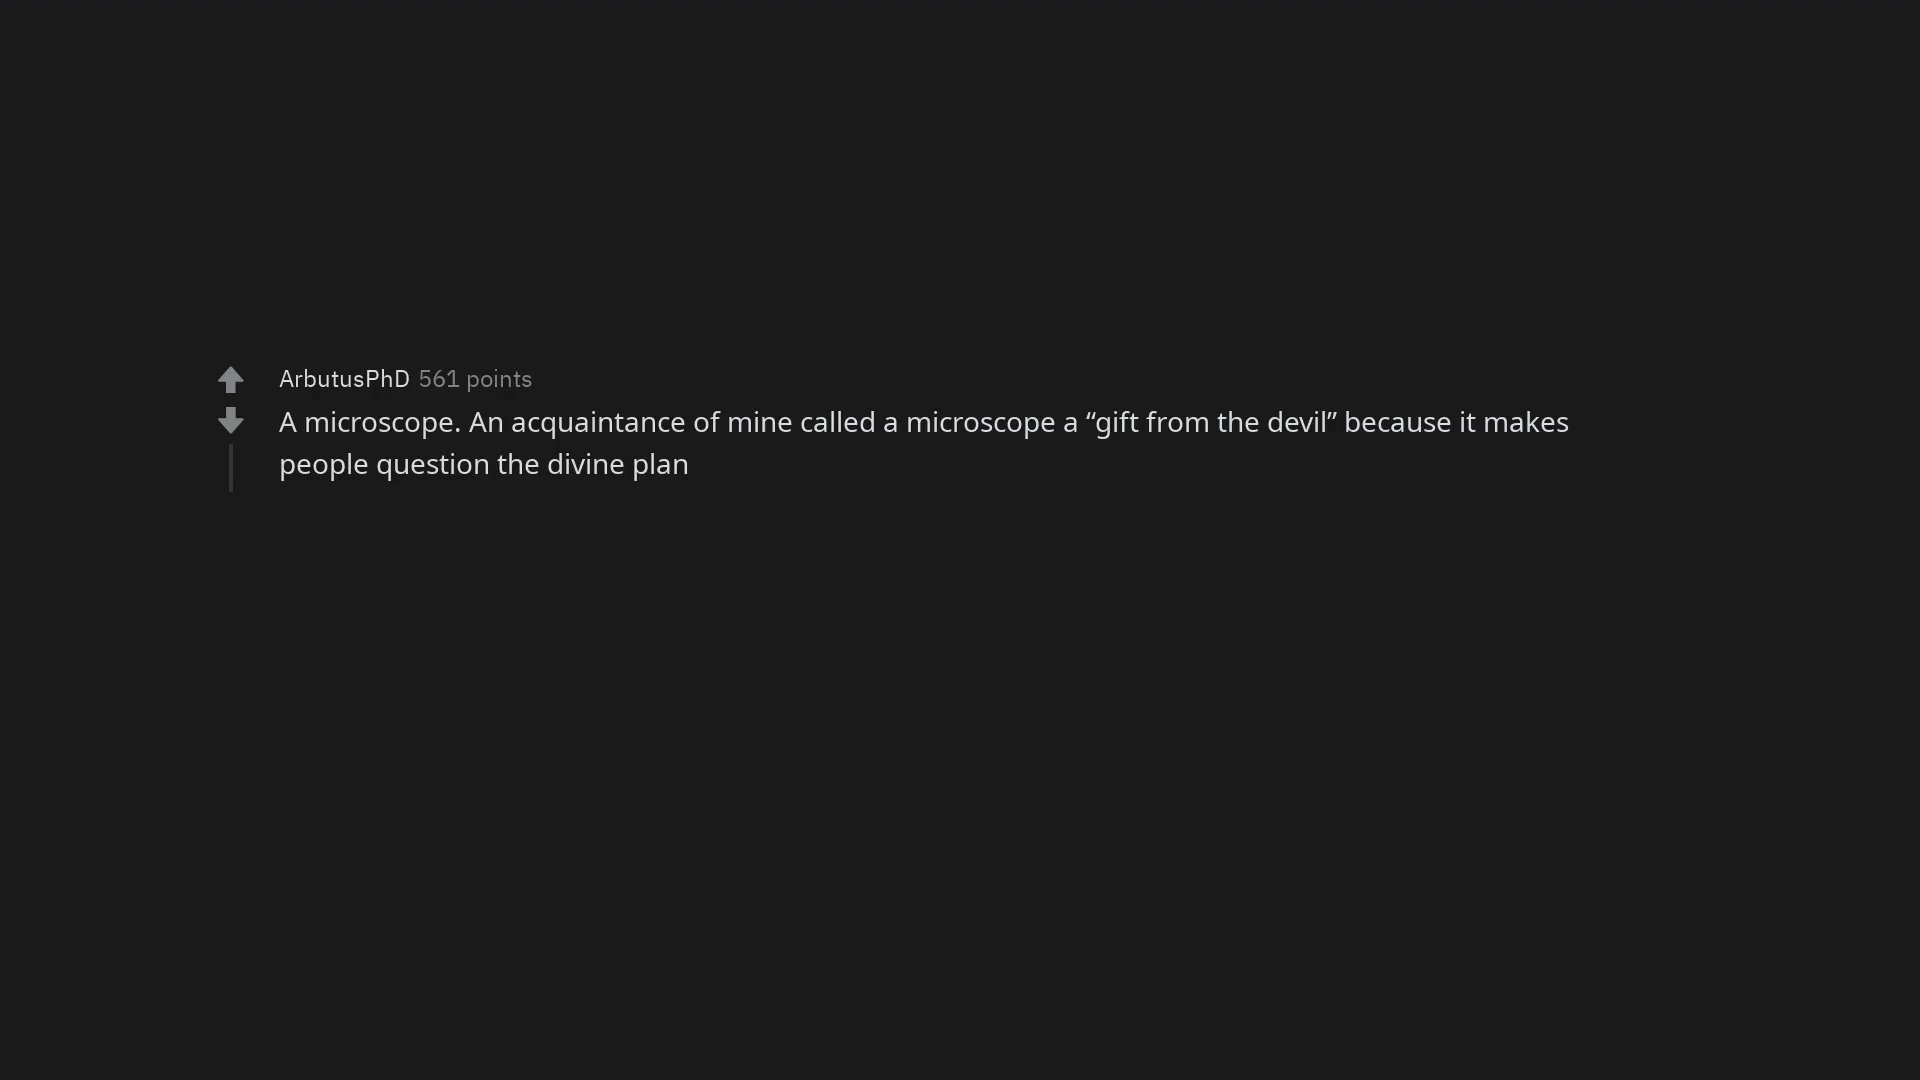 ArbutusPhD 561 points
A microscope. An acquaintance of mine called a microscope a “gift from the devil” because it makes
people question the divine plan